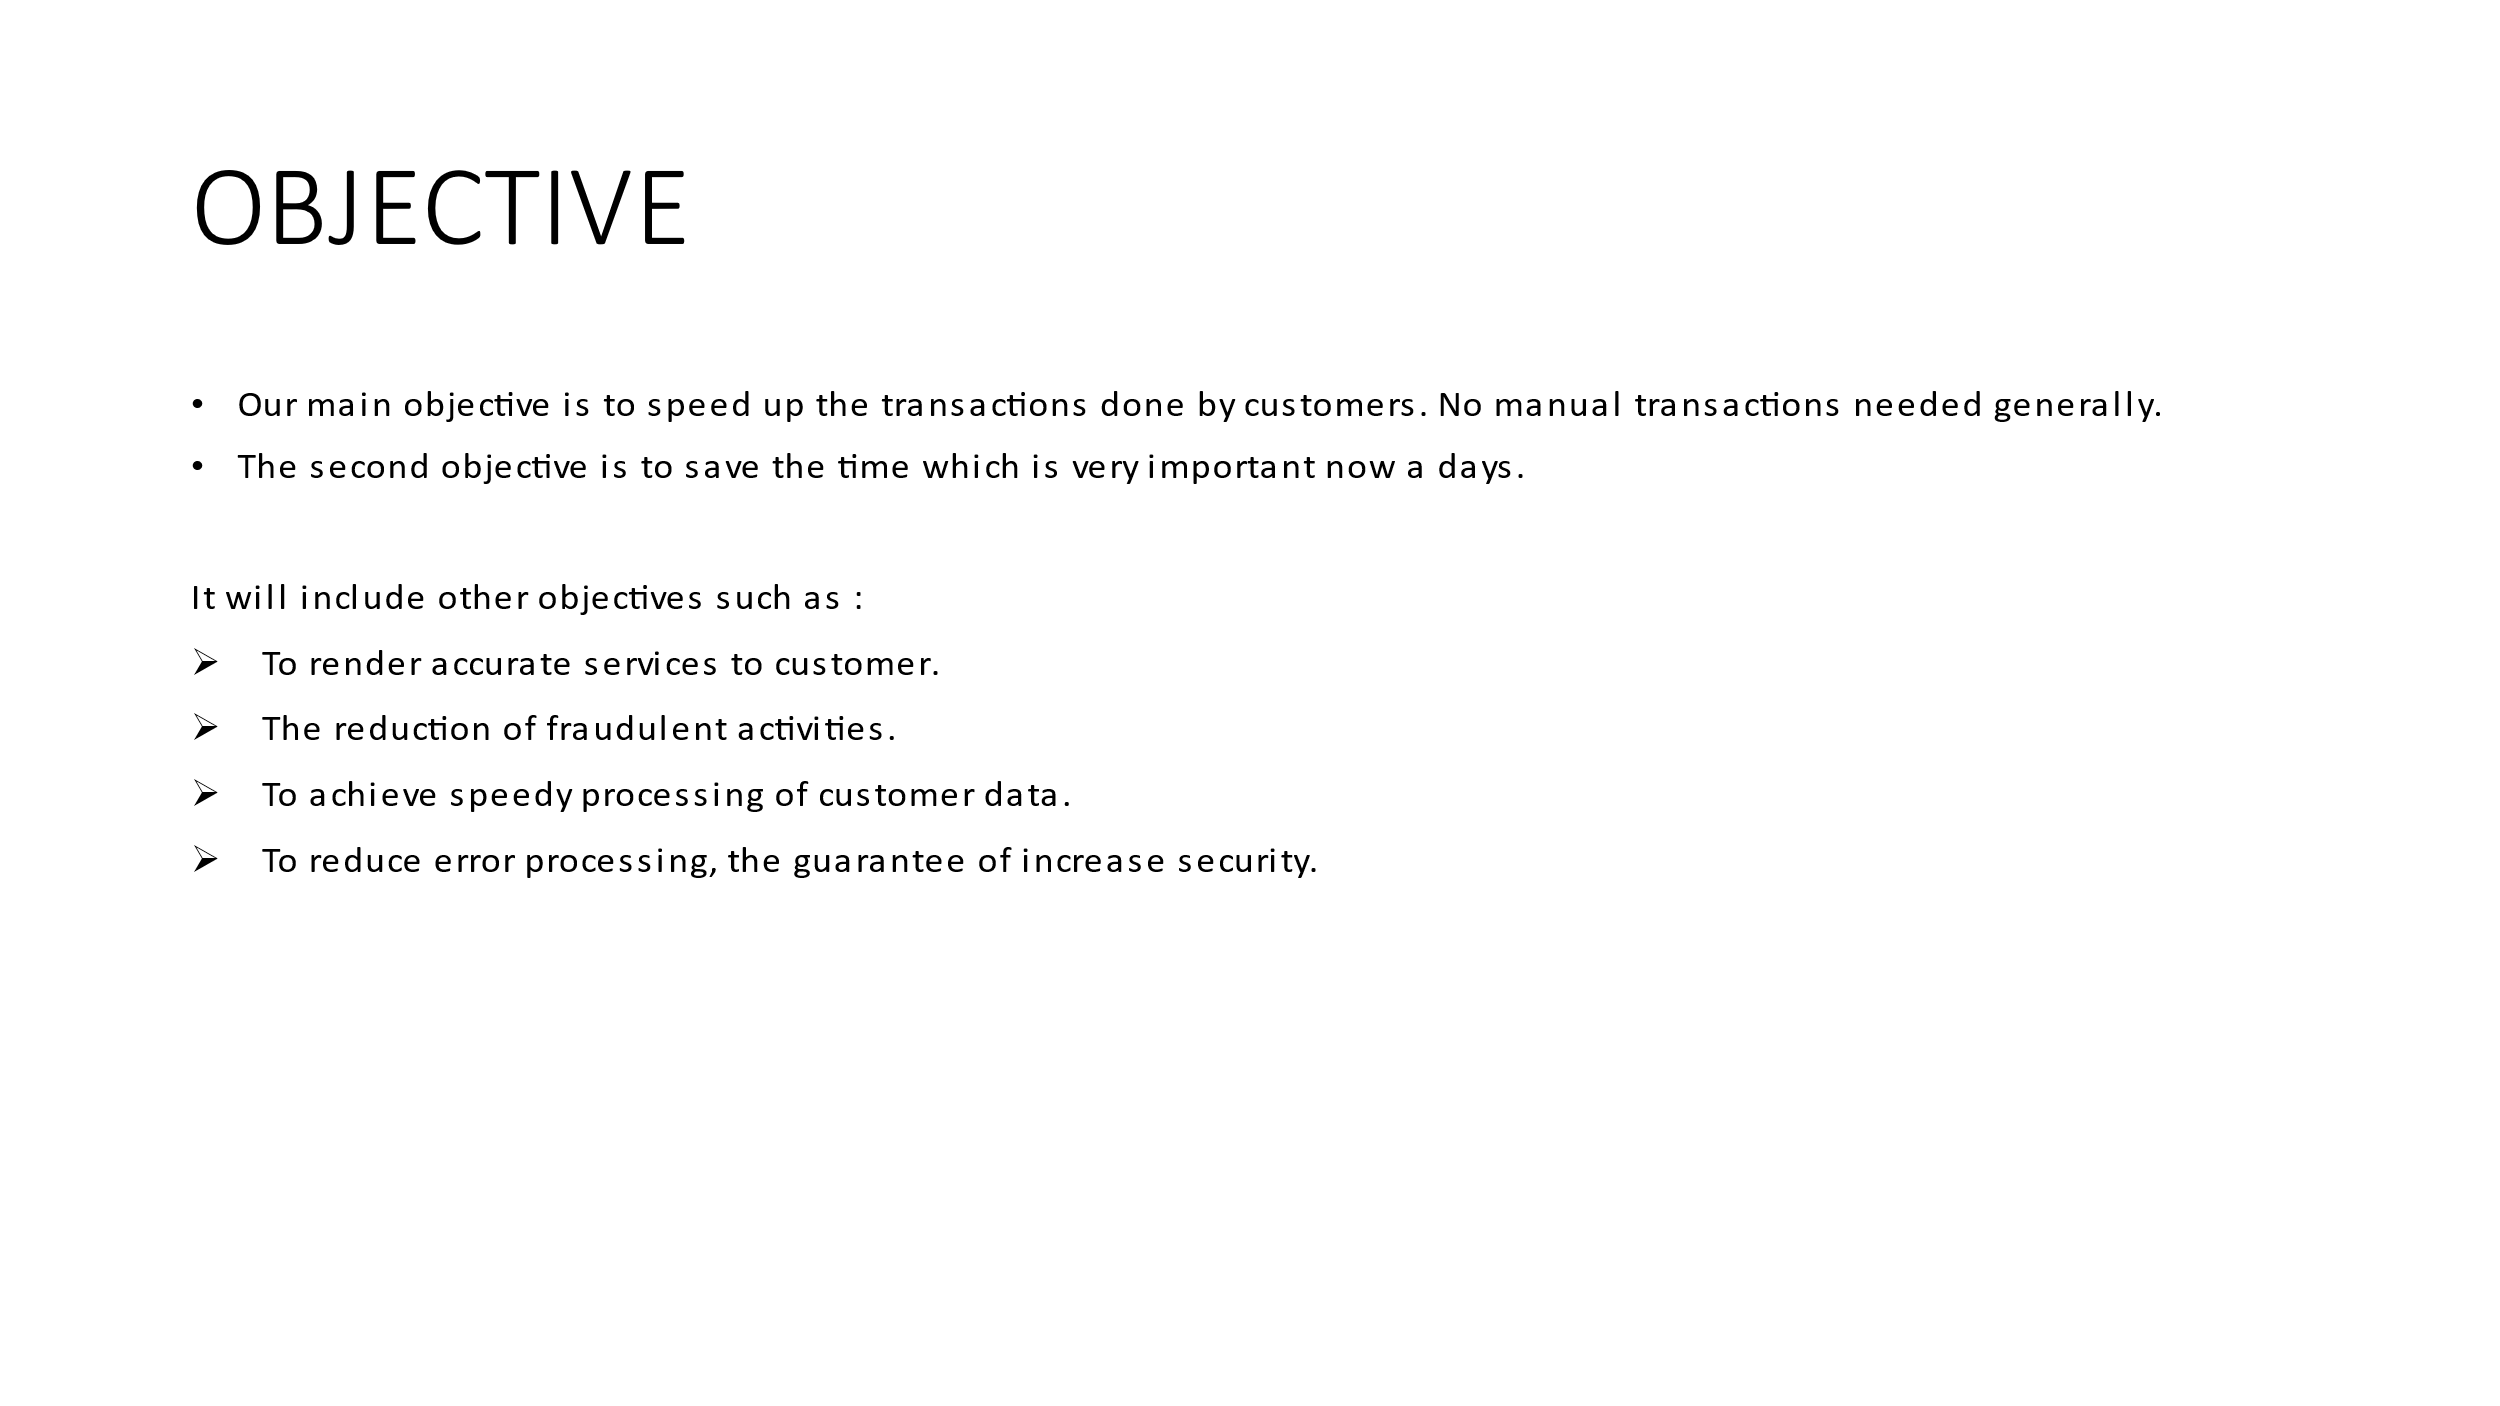 OBJECTIVE
• Our main objective is to speed up the transactions done by customers. No manual transactions needed generally.
• The second objective is to save the time which is very important now a days.
It will include other objectives such as :
➢ To render accurate services to customer.
➢ The reduction of fraudulent activities.
➢ To achieve speedy processing of customer data.
➢ To reduce error processing, the guarantee of increase security.